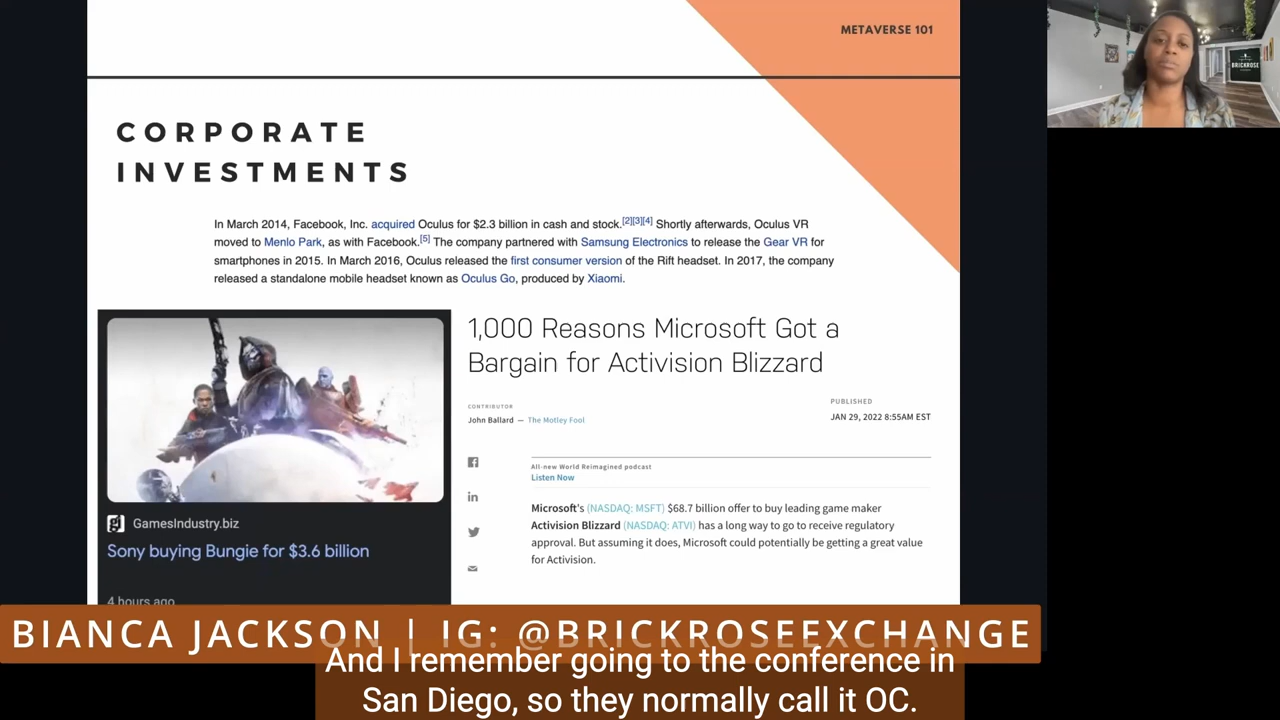 METAVERSE 101
BRICKROSE
CORPORATE
INVESTMENTS
In March 2014, Facebook, Inc. acquired Oculus for $2.3 billion in cash and stock.[2][3][4] Shortly afterwards, Oculus VR
moved to Menlo Park, as with Facebook.[5] The company partnered with Samsung Electronics to release the Gear VR for
smartphones in 2015. In March 2016, Oculus released the first consumer version of the Rift headset. In 2017, the company
released a standalone mobile headset known as Oculus Go, produced by Xiaomi.
1,000 Reasons Microsoft Got a
Bargain for Activision Blizzard
CONTRIBUTOR
John Ballard — The Motley Fool
PUBLISHED
JAN 29, 2022 8:55AM EST
All-new World Reimagined podcast
Listen Now
Microsoft's (NASDAQ: MSFT) $68.7 billion offer to buy leading game maker
Activision Blizzard (NASDAQ: ATVI) has a long way to go to receive regulatory
approval. But assuming it does, Microsoft could potentially be getting a great value
for Activision.
GamesIndustry.biz
Sony buying Bungie for $3.6 billion
4 hours ago
BIANCA JACKSON | IG: @BRICKROSEEXCHANGE
And I remember going to the conference in
San Diego, so they normally call it OC.